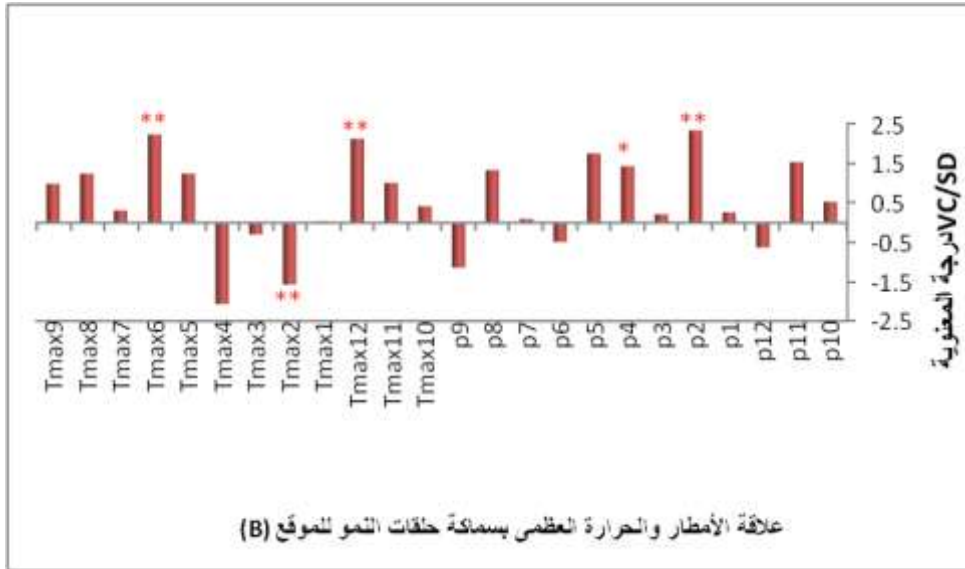 **
**
*
**
**
2.5
1.5
0.5
-0.5
-1.5
-2.5
درجة المعنويةVC/SD
Tmax9
Tmax8
Tmax7
Tmax6
Tmax5
Tmax4
Tmax3
Tmax2
Tmax1
Tmax12
Tmax11
Tmax10
p9
p8
p7
p6
p5
p4
p3
p2
p1
p12
p11
p10
علاقة الأمطار والحرارة العظمى بسماكة حلقات النمو للموقع (B)